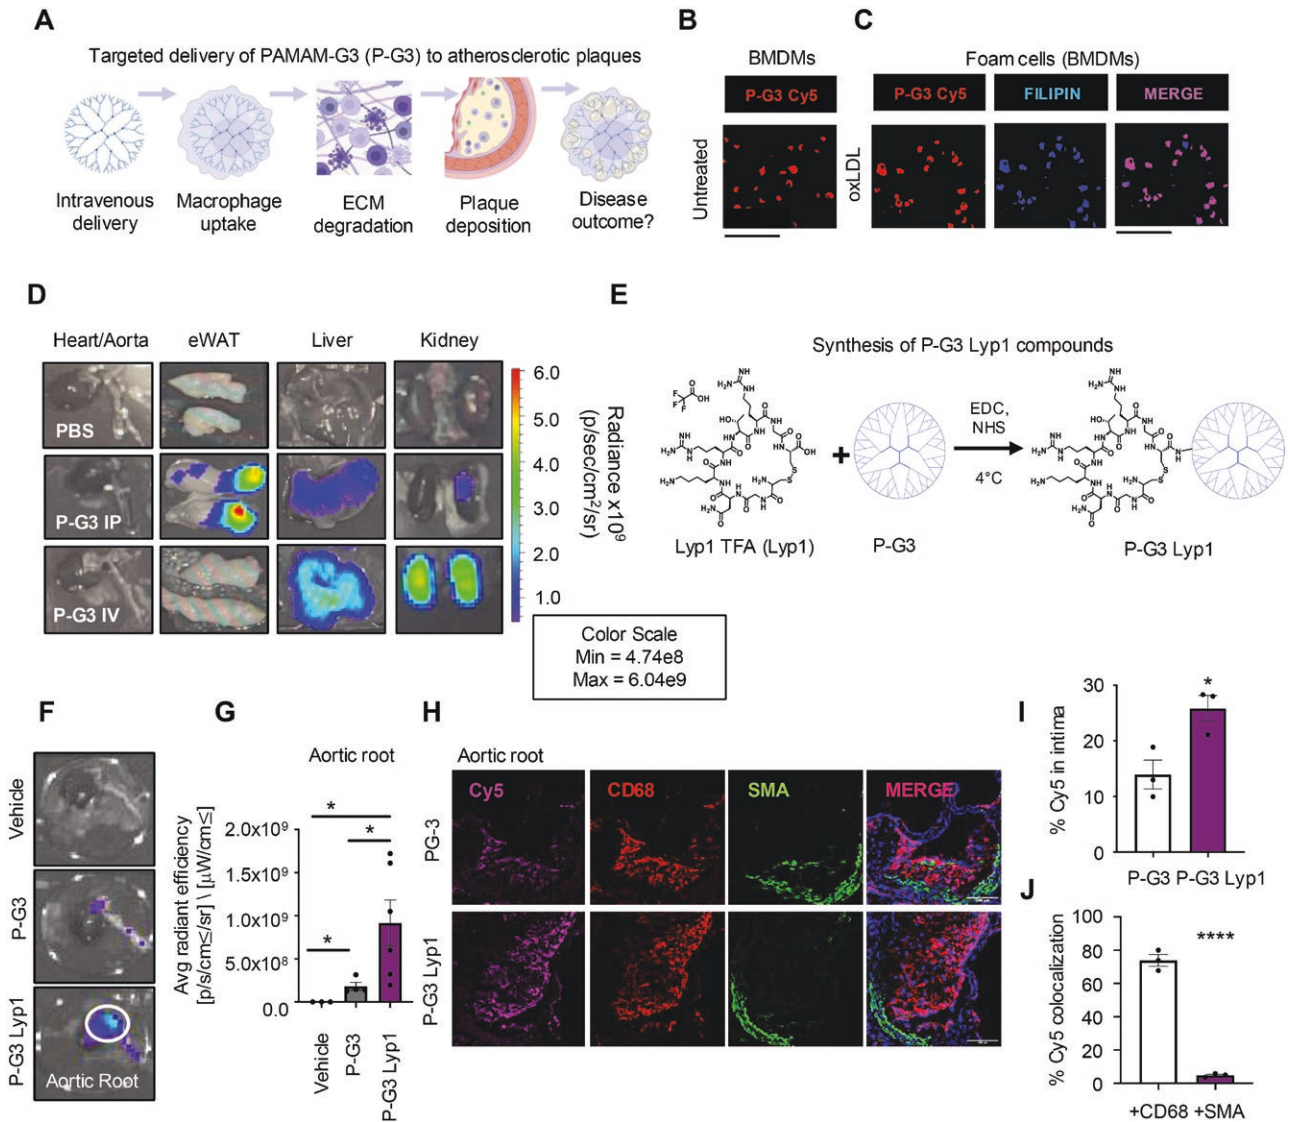 A
Targeted delivery of PAMAM-G3 (P-G3) to atherosclerotic plaques
Intravenous
delivery
Macrophage
uptake
ECM
degradation
Plaque
deposition
Disease
outcome?
B
BMDMs
P-G3 Cy5
Untreated
C
Foam cells (BMDMs)
P-G3 Cy5
FILIPIN
MERGE
oxLDL
D
Heart/Aorta
eWAT
Liver
Kidney
PBS
P-G3 IP
P-G3 IV
6.0
5.0
4.0
3.0
2.0
1.0
Radiance x10⁹
(p/sec/cm²/sr)
Color Scale
Min = 4.74e8
Max = 6.04e9
E
Synthesis of P-G3 Lyp1 compounds
Lyp1 TFA (Lyp1)
+
P-G3
EDC,
NHS
4°C
P-G3 Lyp1
F
Vehicle
P-G3
P-G3 Lyp1
Aortic Root
G
Aortic root
Avg radiant efficiency
[p/s/cm≤/sr] \ [µW/cm≤]
2.0x10⁹
1.5x10⁹
1.0x10⁹
5.0x10⁸
0.0
*
*
*
Vehicle
P-G3
P-G3 Lyp1
H
Aortic root
Cy5
CD68
SMA
MERGE
PG-3
P-G3 Lyp1
I
% Cy5 in intima
30
20
10
0
*
P-G3 P-G3 Lyp1
J
% Cy5 colocalization
100
80
60
40
20
0
****
+CD68 +SMA